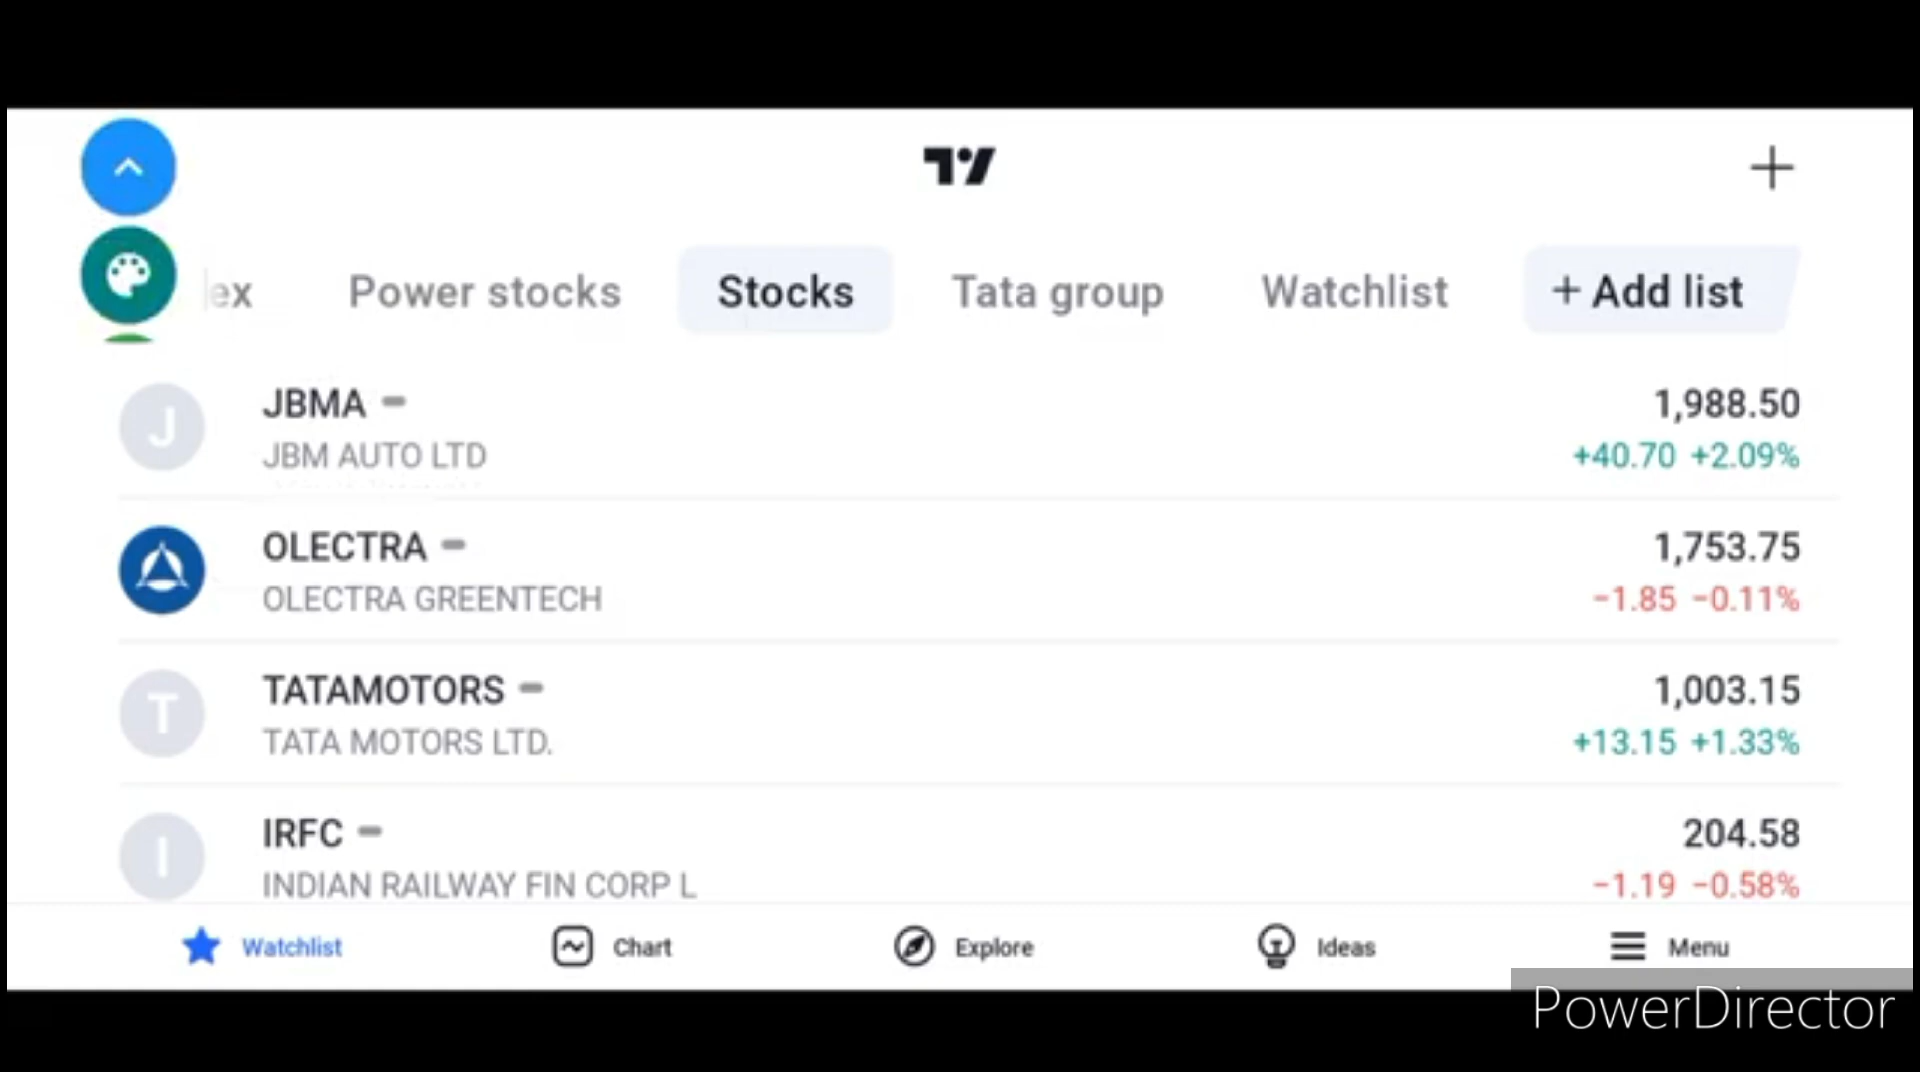 ex Power stocks Stocks Tata group Watchlist + Add list
J JBMA 1,988.50
JBM AUTO LTD +40.70 +2.09%
OLECTRA 1,753.75
OLECTRA GREENTECH −1.85 −0.11%
T TATAMOTORS 1,003.15
TATA MOTORS LTD. +13.15 +1.33%
I IRFC 204.58
INDIAN RAILWAY FIN CORP L −1.19 −0.58%
Watchlist Chart Explore Ideas Menu
PowerDirector